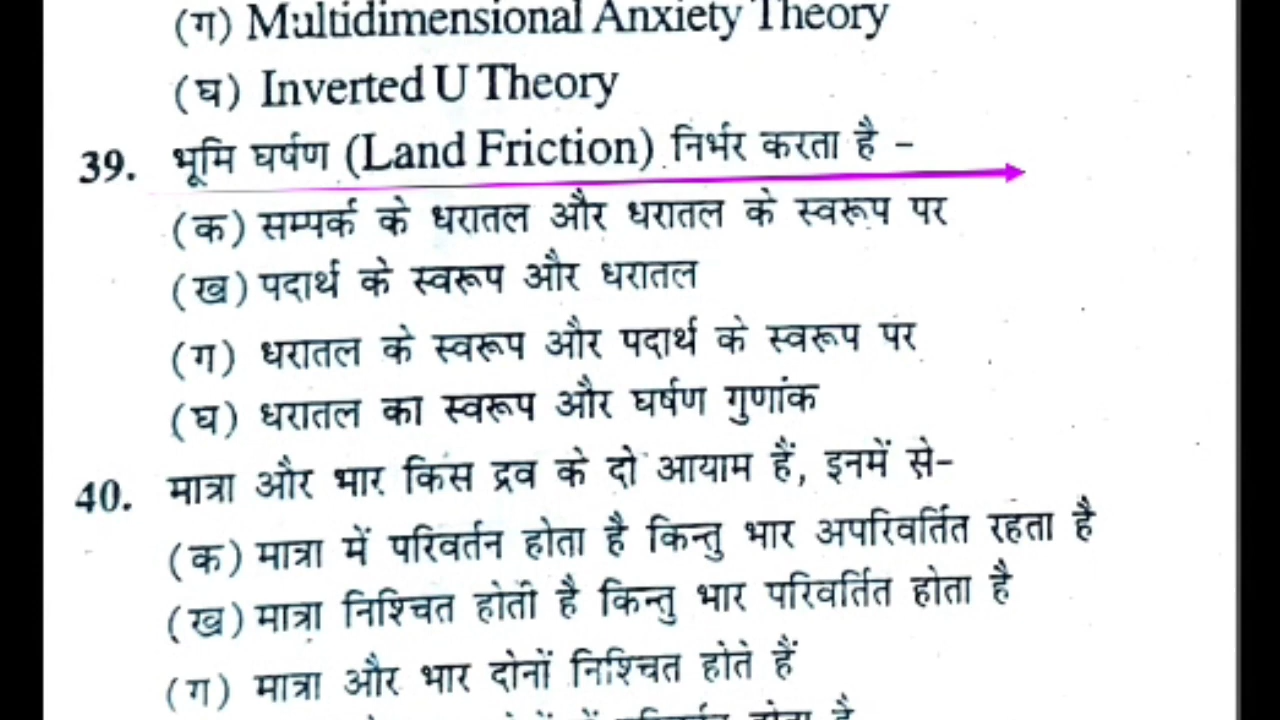 (ग) Multidimensional Anxiety Theory
(घ) Inverted U Theory
39. भूमि घर्षण (Land Friction) निर्भर करता है -
(क) सम्पर्क के धरातल और धरातल के स्वरूप पर
(ख) पदार्थ के स्वरूप और धरातल
(ग) धरातल के स्वरूप और पदार्थ के स्वरूप पर
(घ) धरातल का स्वरूप और घर्षण गुणांक
40. मात्रा और भार किस द्रव के दो आयाम हैं, इनमें से-
(क) मात्रा में परिवर्तन होता है किन्तु भार अपरिवर्तित रहता है
(ख) मात्रा निश्चित होती है किन्तु भार परिवर्तित होता है
(ग) मात्रा और भार दोनों निश्चित होते हैं